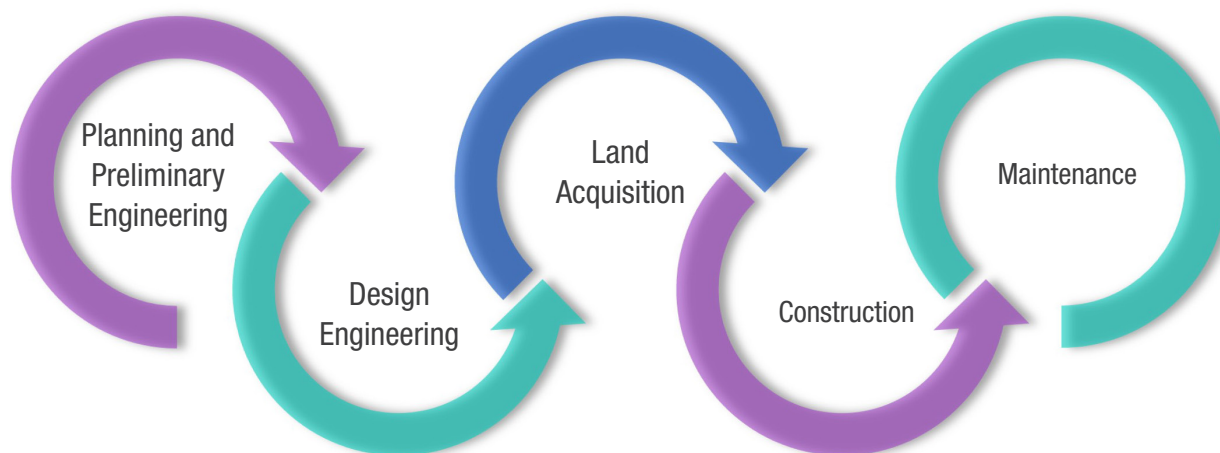 Planning and
Preliminary
Engineering
Design
Engineering
Land
Acquisition
Construction
Maintenance